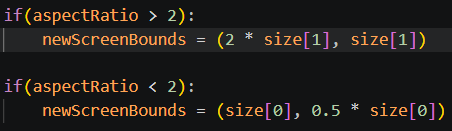 if(aspectRatio > 2):
    newScreenBounds = (2 * size[1], size[1])
if(aspectRatio < 2):
    newScreenBounds = (size[0], 0.5 * size[0])